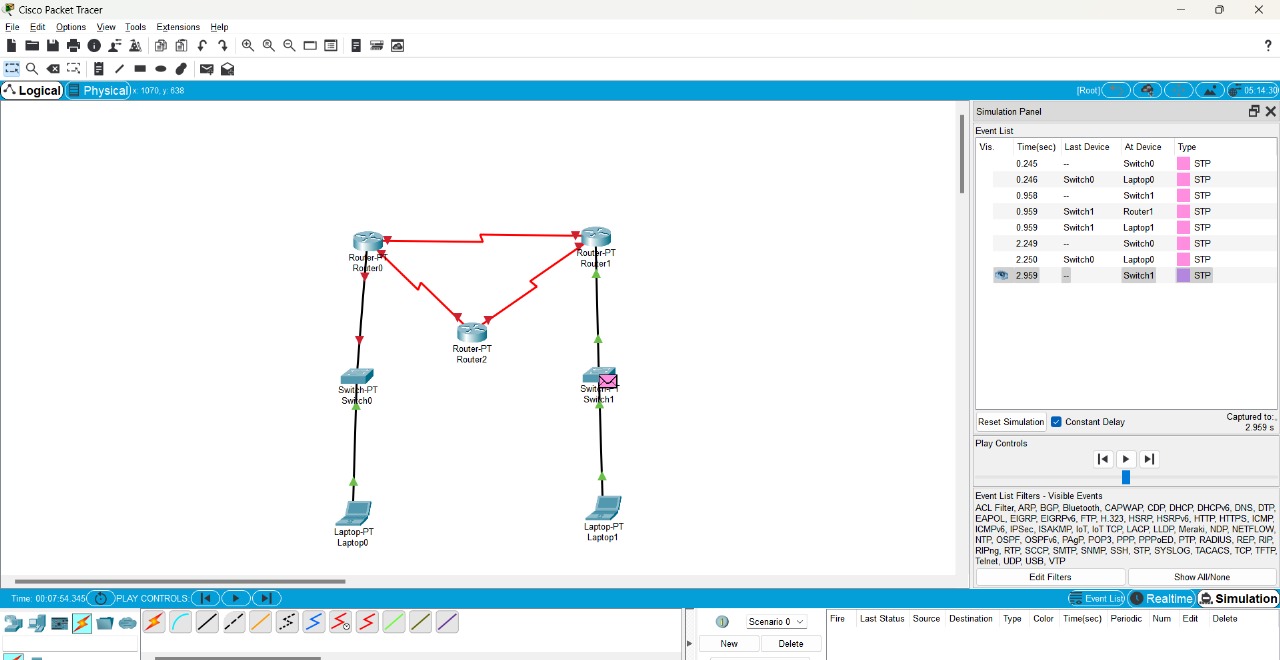 Cisco Packet Tracer
File Edit Options View Tools Extensions Help
?
Logical Physical x: 1070, y: 638 [Root] 05:14:30
Simulation Panel
Event List
Vis. Time(sec) Last Device At Device Type
0.245 -- Switch0 STP
0.246 Switch0 Laptop0 STP
0.958 -- Switch1 STP
0.959 Switch1 Router1 STP
0.959 Switch1 Laptop1 STP
2.249 -- Switch0 STP
2.250 Switch0 Laptop0 STP
2.959 -- Switch1 STP
Router-PT
Router0
Router-PT
Router1
Router-PT
Router2
Switch-PT
Switch0
Switch1
Laptop-PT
Laptop0
Laptop-PT
Laptop1
Reset Simulation Constant Delay Captured to:
2.959 s
Play Controls
Event List Filters - Visible Events
ACL Filter, ARP, BGP, Bluetooth, CAPWAP, CDP, DHCP, DHCPv6, DNS, DTP,
EAPOL, EIGRP, EIGRPv6, FTP, H.323, HSRP, HSRPv6, HTTP, HTTPS, ICMP,
ICMPv6, IPSec, ISAKMP, IoT, IoT TCP, LACP, LLDP, Meraki, NDP, NETFLOW,
NTP, OSPF, OSPFv6, PAgP, POP3, PPP, PPPoED, PTP, RADIUS, REP, RIP,
RIPng, RTP, SCCP, SMTP, SNMP, SSH, STP, SYSLOG, TACACS, TCP, TFTP,
Telnet, UDP, USB, VTP
Edit Filters Show All/None
Time: 00:07:54.345 PLAY CONTROLS: Event List Realtime Simulation
Scenario 0
New Delete
Fire Last Status Source Destination Type Color Time(sec) Periodic Num Edit Delete